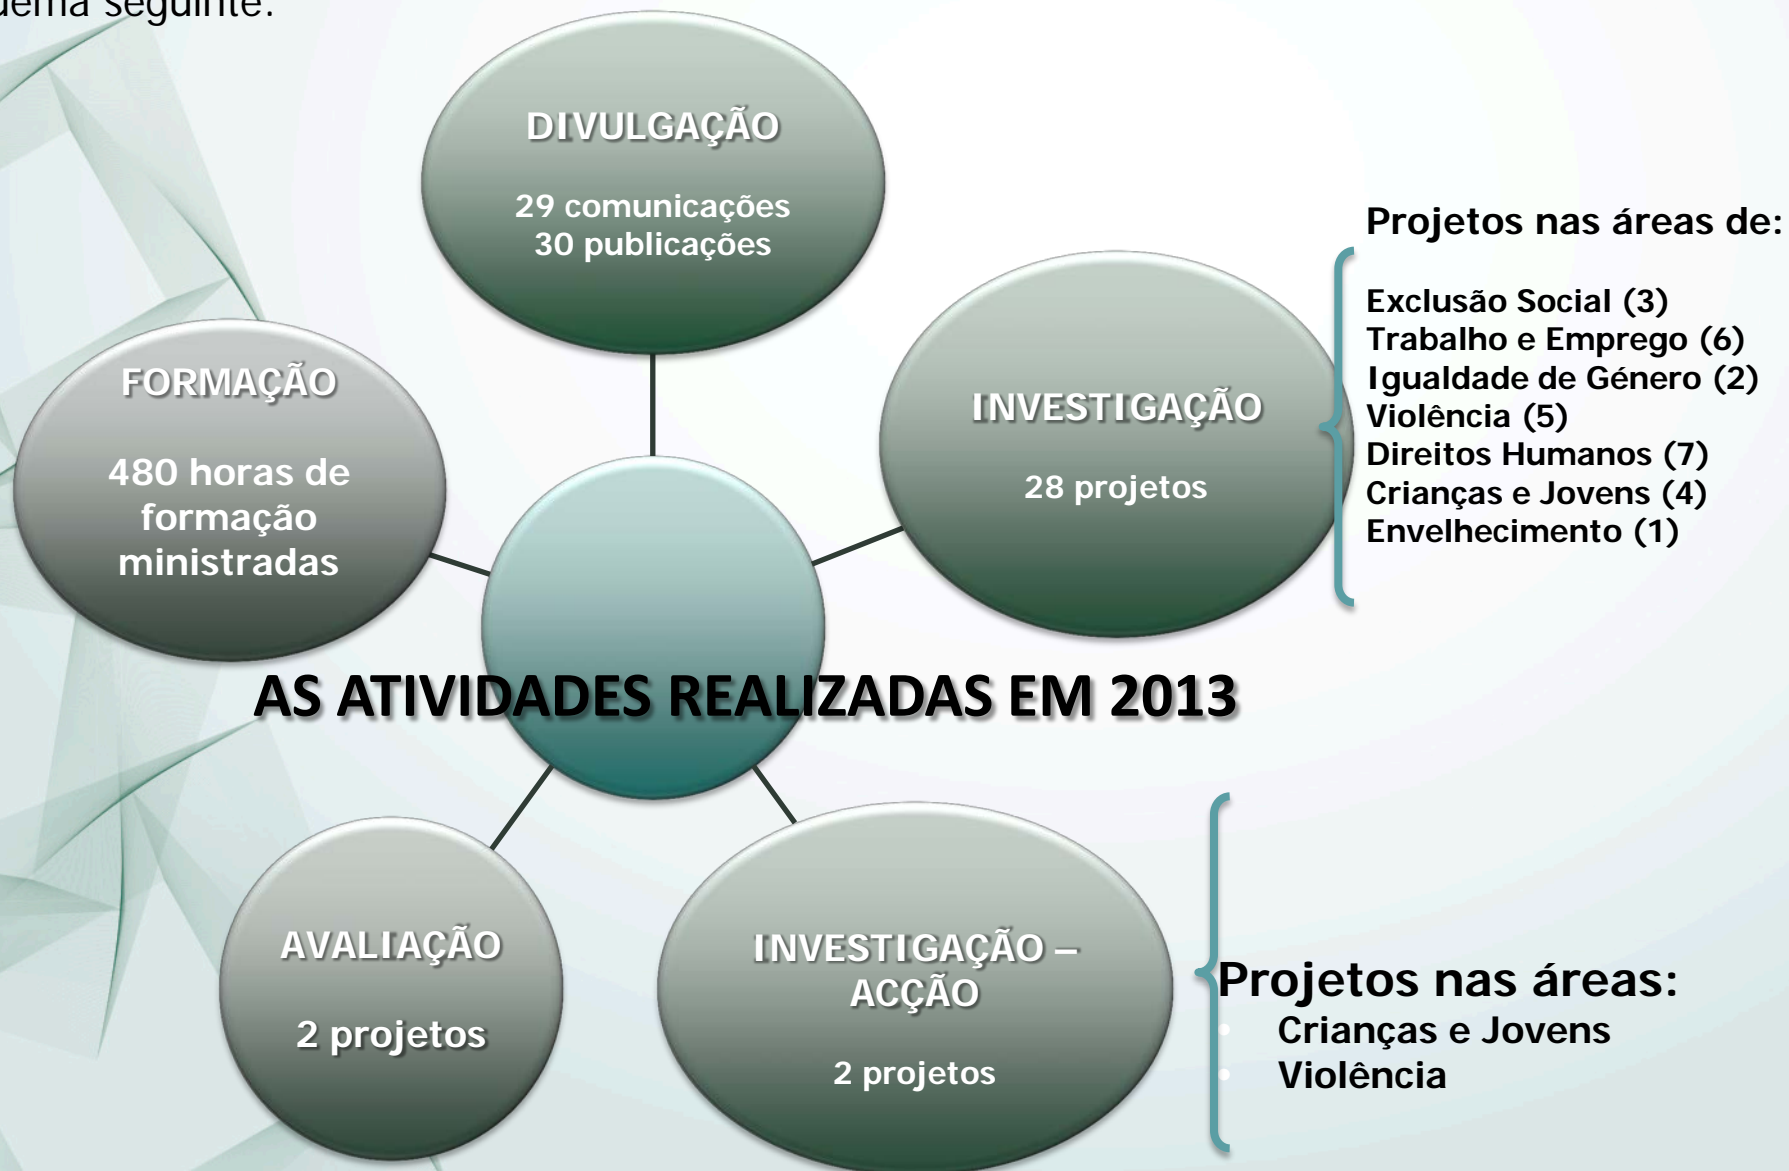 seguinte:
DIVULGAÇÃO
29 comunicações
30 publicações
FORMAÇÃO
480 horas de
formação
ministradas
INVESTIGAÇÃO
28 projetos
Projetos nas áreas de:
Exclusão Social (3)
Trabalho e Emprego (6)
Igualdade de Género (2)
Violência (5)
Direitos Humanos (7)
Crianças e Jovens (4)
Envelhecimento (1)
AS ATIVIDADES REALIZADAS EM 2013
AVALIAÇÃO
2 projetos
INVESTIGAÇÃO –
ACÇÃO
2 projetos
Projetos nas áreas:
• Crianças e Jovens
• Violência